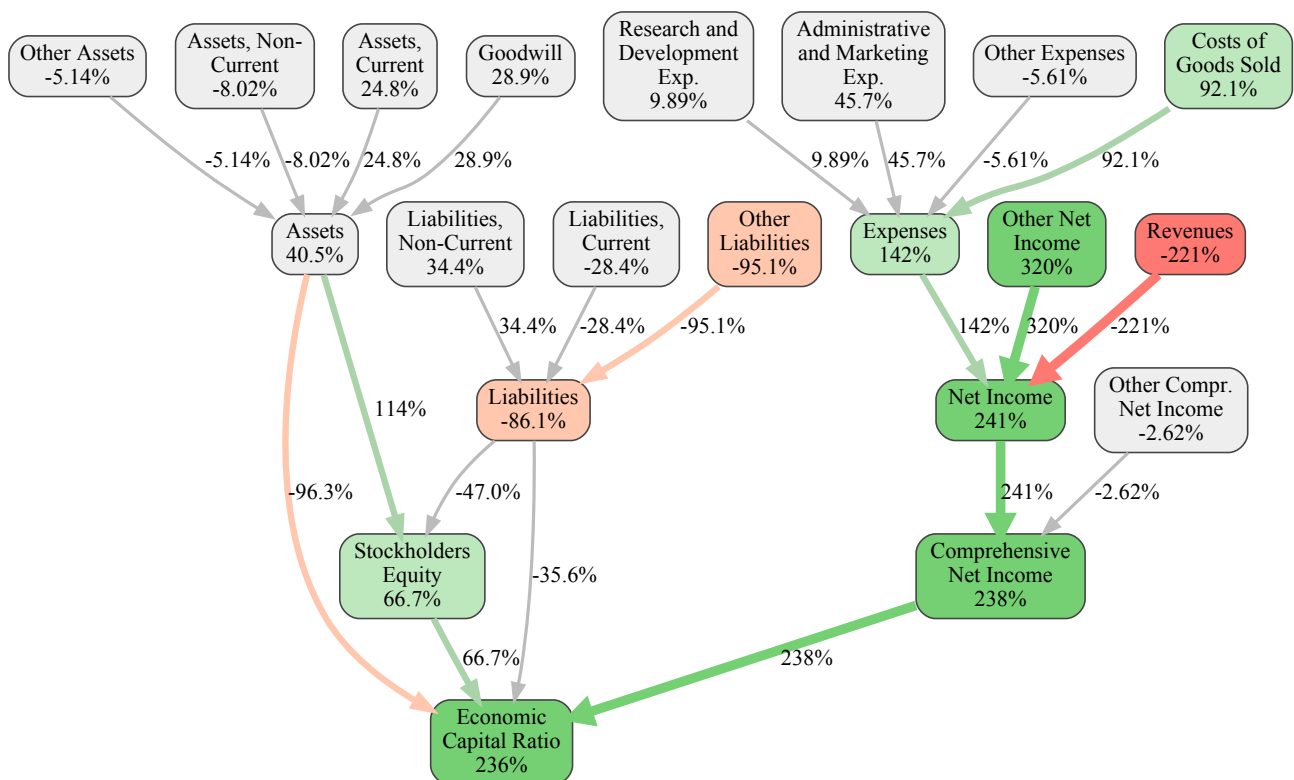 Other Assets
-5.14%
Assets, Non-
Current
-8.02%
Assets,
Current
24.8%
Goodwill
28.9%
Research and
Development
Exp.
9.89%
Administrative
and Marketing
Exp.
45.7%
Other Expenses
-5.61%
Costs of
Goods Sold
92.1%
-5.14%
-8.02%
24.8%
28.9%
9.89%
45.7%
-5.61%
92.1%
Assets
40.5%
Liabilities,
Non-Current
34.4%
Liabilities,
Current
-28.4%
Other
Liabilities
-95.1%
Expenses
142%
Other Net
Income
320%
Revenues
-221%
34.4%
-28.4%
-95.1%
142%
320%
-221%
114%
Liabilities
-86.1%
Net Income
241%
Other Compr.
Net Income
-2.62%
-96.3%
-47.0%
241%
-2.62%
Stockholders
Equity
66.7%
-35.6%
Comprehensive
Net Income
238%
66.7%
238%
Economic
Capital Ratio
236%